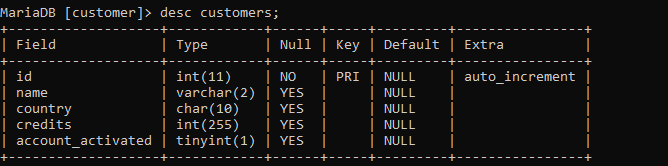 MariaDB [customer]> desc customers;
+-------------------+------------+------+-----+---------+----------------+
| Field             | Type       | Null | Key | Default | Extra          |
+-------------------+------------+------+-----+---------+----------------+
| id                | int(11)    | NO   | PRI | NULL    | auto_increment |
| name              | varchar(2) | YES  |     | NULL    |                |
| country           | char(10)   | YES  |     | NULL    |                |
| credits           | int(255)   | YES  |     | NULL    |                |
| account_activated | tinyint(1) | YES  |     | NULL    |                |
+-------------------+------------+------+-----+---------+----------------+